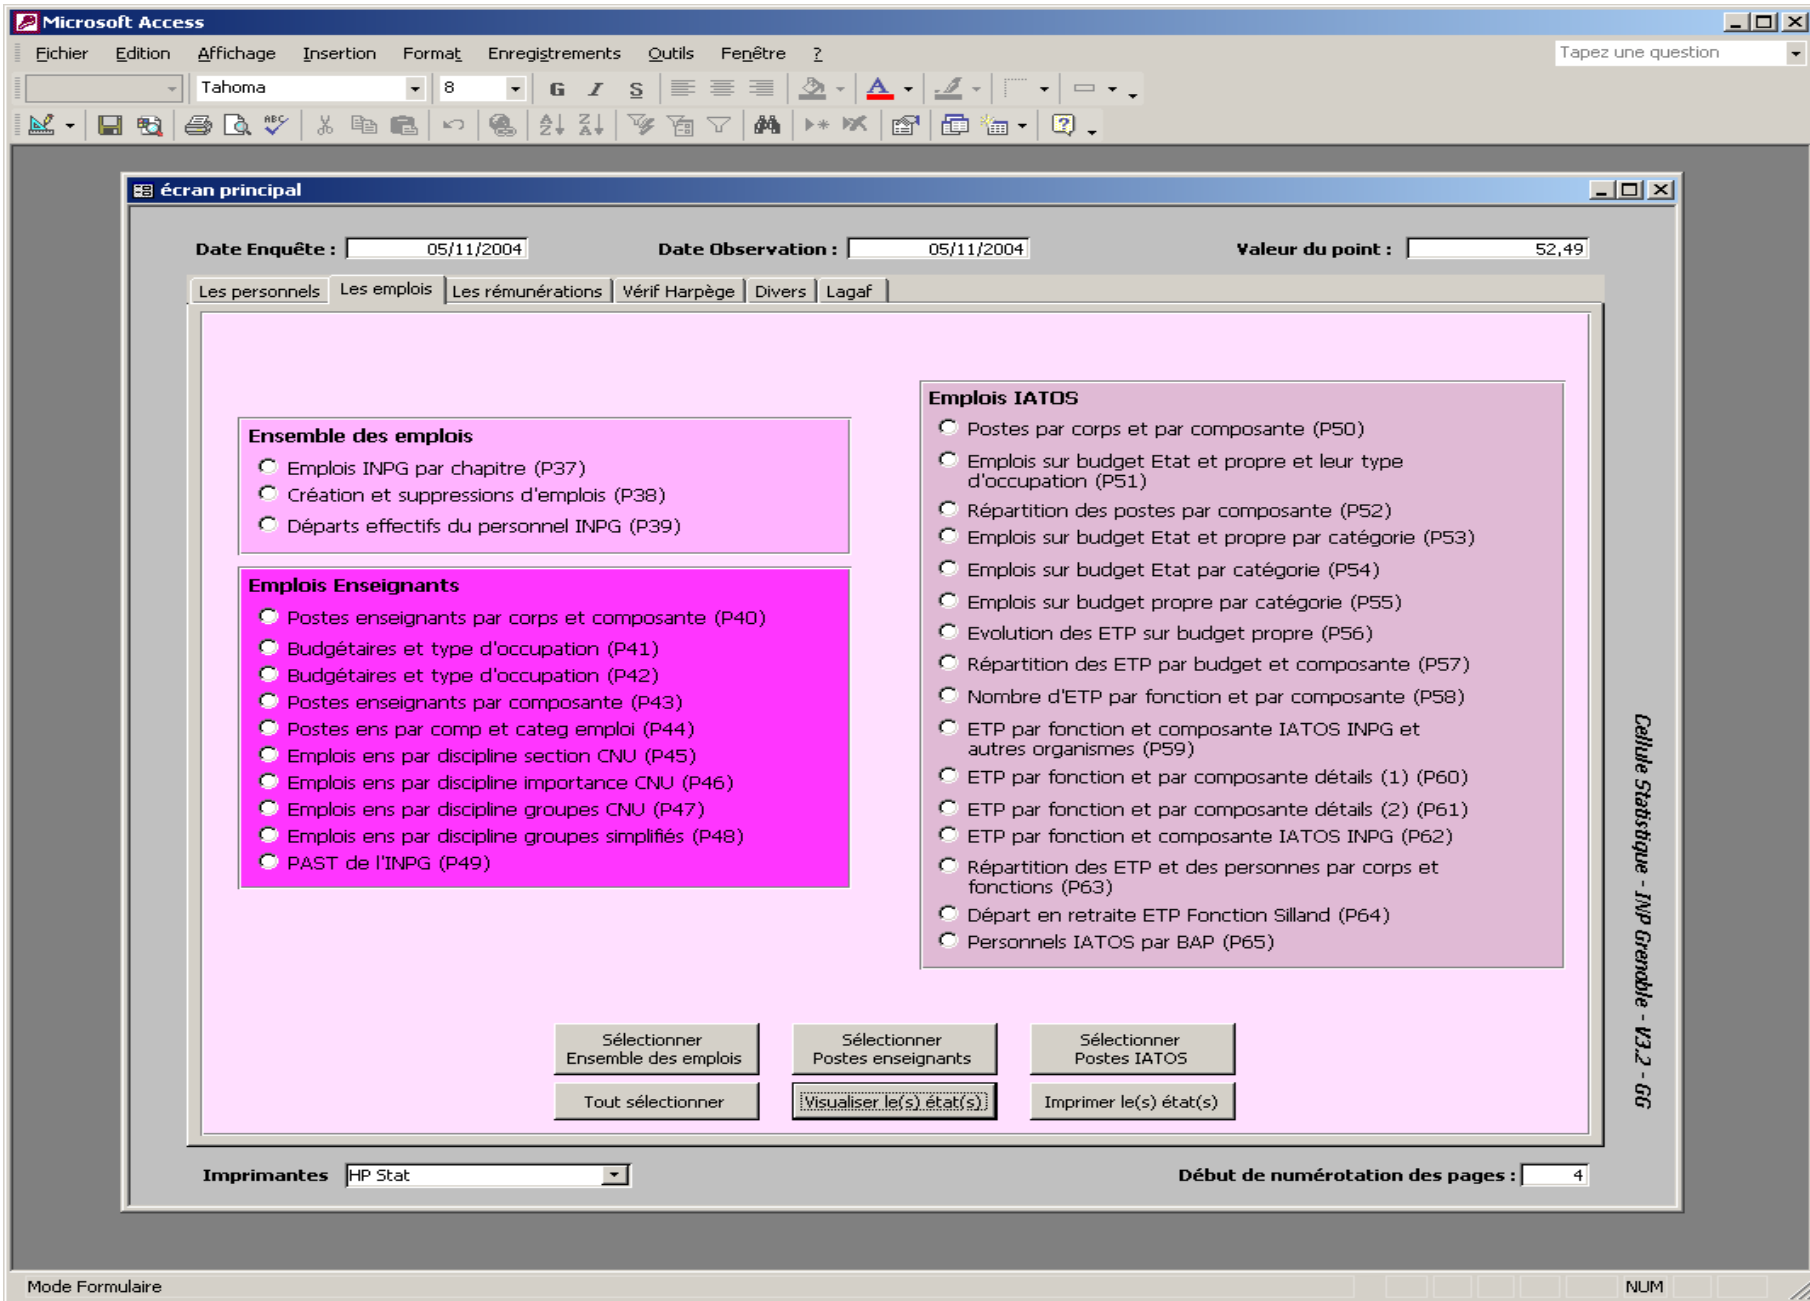 Microsoft Access
Fichier Edition Affichage Insertion Format Enregistrements Outils Fenêtre ?
Tapez une question
Tahoma 8 G I S
écran principal
Date Enquête : 05/11/2004 Date Observation : 05/11/2004 Valeur du point : 52,49
Les personnels Les emplois Les rémunérations Vérif Harpège Divers Lagaf
Ensemble des emplois
Emplois INPG par chapitre (P37)
Création et suppressions d'emplois (P38)
Départs effectifs du personnel INPG (P39)
Emplois Enseignants
Postes enseignants par corps et composante (P40)
Budgétaires et type d'occupation (P41)
Budgétaires et type d'occupation (P42)
Postes enseignants par composante (P43)
Postes ens par comp et categ emploi (P44)
Emplois ens par discipline section CNU (P45)
Emplois ens par discipline importance CNU (P46)
Emplois ens par discipline groupes CNU (P47)
Emplois ens par discipline groupes simplifiés (P48)
PAST de l'INPG (P49)
Emplois IATOS
Postes par corps et par composante (P50)
Emplois sur budget Etat et propre et leur type
d'occupation (P51)
Répartition des postes par composante (P52)
Emplois sur budget Etat et propre par catégorie (P53)
Emplois sur budget Etat par catégorie (P54)
Emplois sur budget propre par catégorie (P55)
Evolution des ETP sur budget propre (P56)
Répartition des ETP par budget et composante (P57)
Nombre d'ETP par fonction et par composante (P58)
ETP par fonction et composante IATOS INPG et
autres organismes (P59)
ETP par fonction et par composante détails (1) (P60)
ETP par fonction et par composante détails (2) (P61)
ETP par fonction et composante IATOS INPG (P62)
Répartition des ETP et des personnes par corps et
fonctions (P63)
Départ en retraite ETP Fonction Silland (P64)
Personnels IATOS par BAP (P65)
Cellule Statistique - INP Grenoble - V3.2 - GG
Sélectionner
Ensemble des emplois
Sélectionner
Postes enseignants
Sélectionner
Postes IATOS
Tout sélectionner
Visualiser le(s) état(s)
Imprimer le(s) état(s)
Imprimantes HP Stat
Début de numérotation des pages : 4
Mode Formulaire NUM